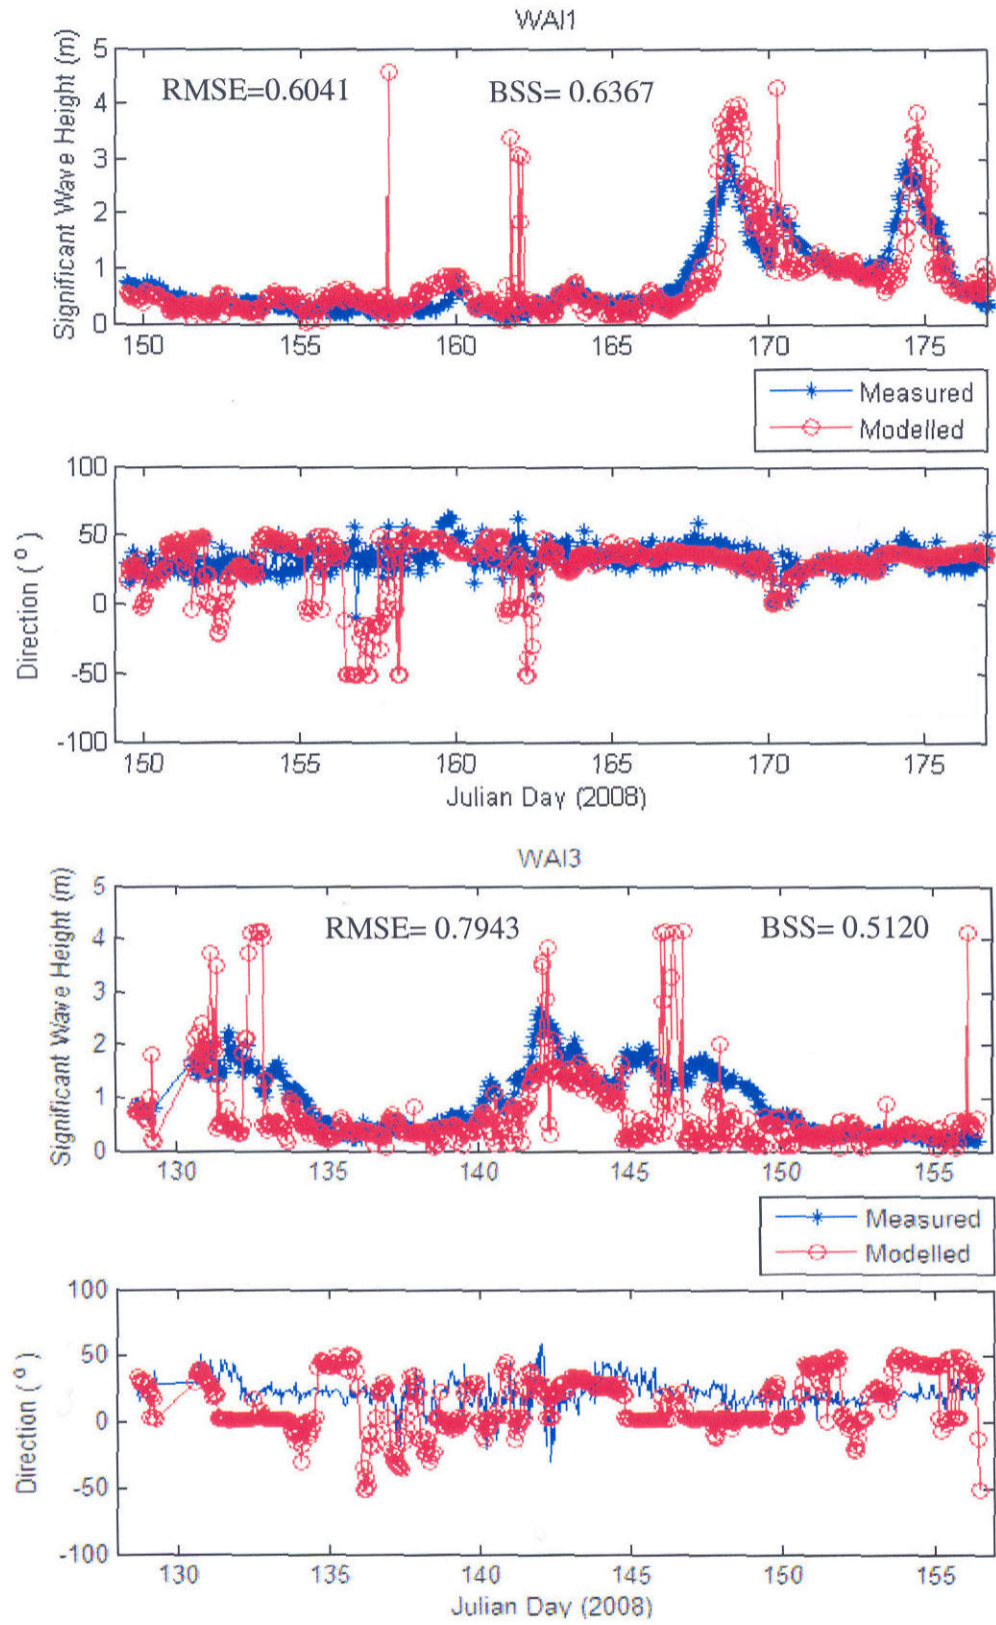 WAI1
Significant Wave Height (m)
5
4
3
2
1
0
RMSE=0.6041
BSS= 0.6367
150 155 160 165 170 175
Measured
Modelled
Direction ( º )
100
50
0
-50
-100
150 155 160 165 170 175
Julian Day (2008)
WAI3
Significant Wave Height (m)
5
4
3
2
1
0
RMSE= 0.7943
BSS= 0.5120
130 135 140 145 150 155
Measured
Modelled
Direction ( º )
100
50
0
-50
-100
130 135 140 145 150 155
Julian Day (2008)